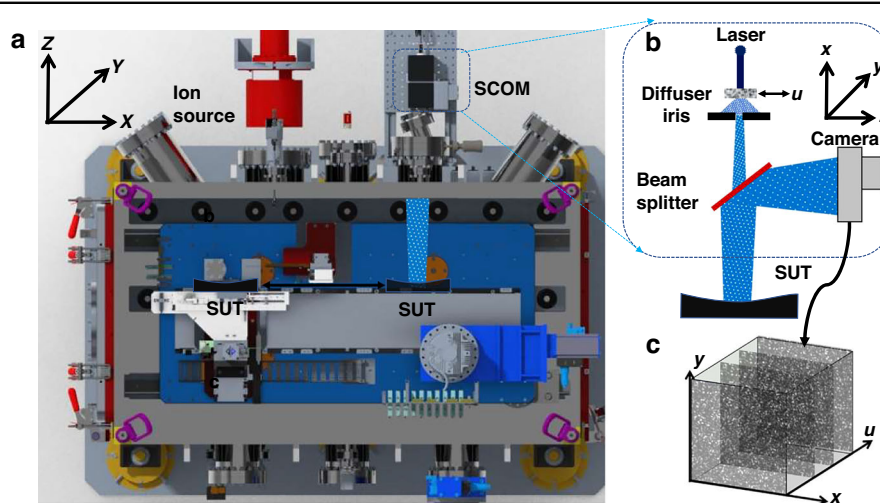 a
Z
Y
X
Ion
source
SCOM
SUT
SUT
b
Laser
Diffuser
u
iris
x
y
Camera
Beam
splitter
SUT
c
y
u
x